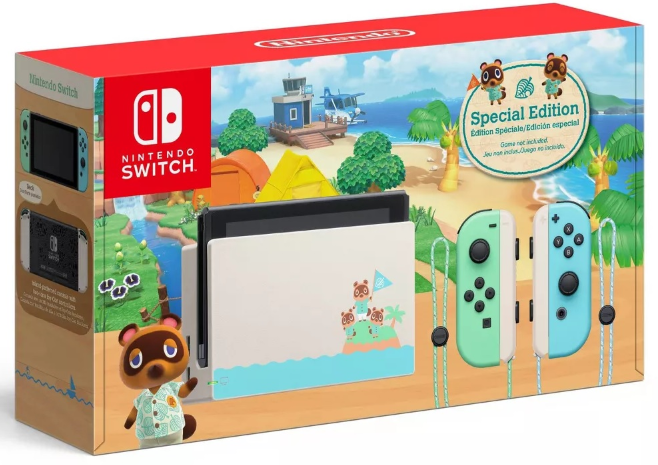 Nintendo
Nintendo Switch
NINTENDO
SWITCH
Special Edition
Édition Spéciale/Edición especial
Game not included.
Jeu non inclus./Juego no incluido.
X
Y
A
B